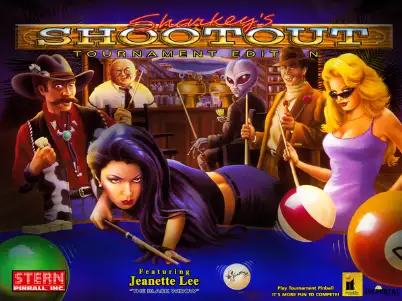 Sharkey's
SHOOTOUT
TOURNAMENT EDITION
STERN
PINBALL INC.
Featuring
Jeanette Lee
"THE BLACK WIDOW"
Play Tournament Pinball
IT'S MORE FUN TO COMPETE!